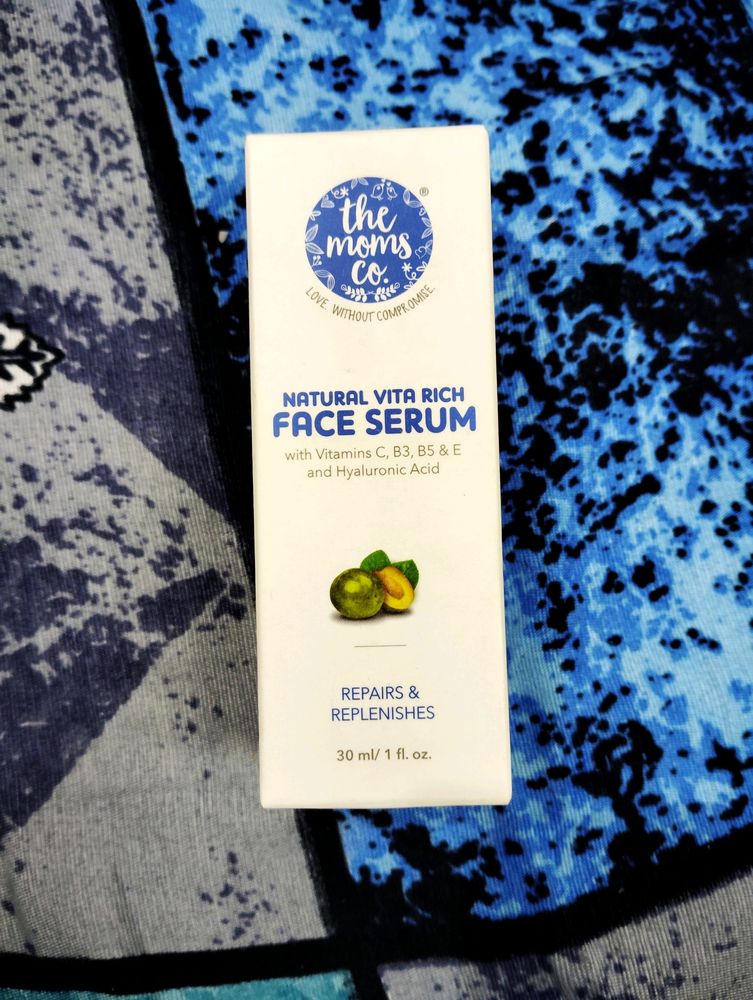 the
moms
co.
®
LOVE. WITHOUT COMPROMISE.
NATURAL VITA RICH
FACE SERUM
with Vitamins C, B3, B5 & E
and Hyaluronic Acid
REPAIRS &
REPLENISHES
30 ml/ 1 fl. oz.